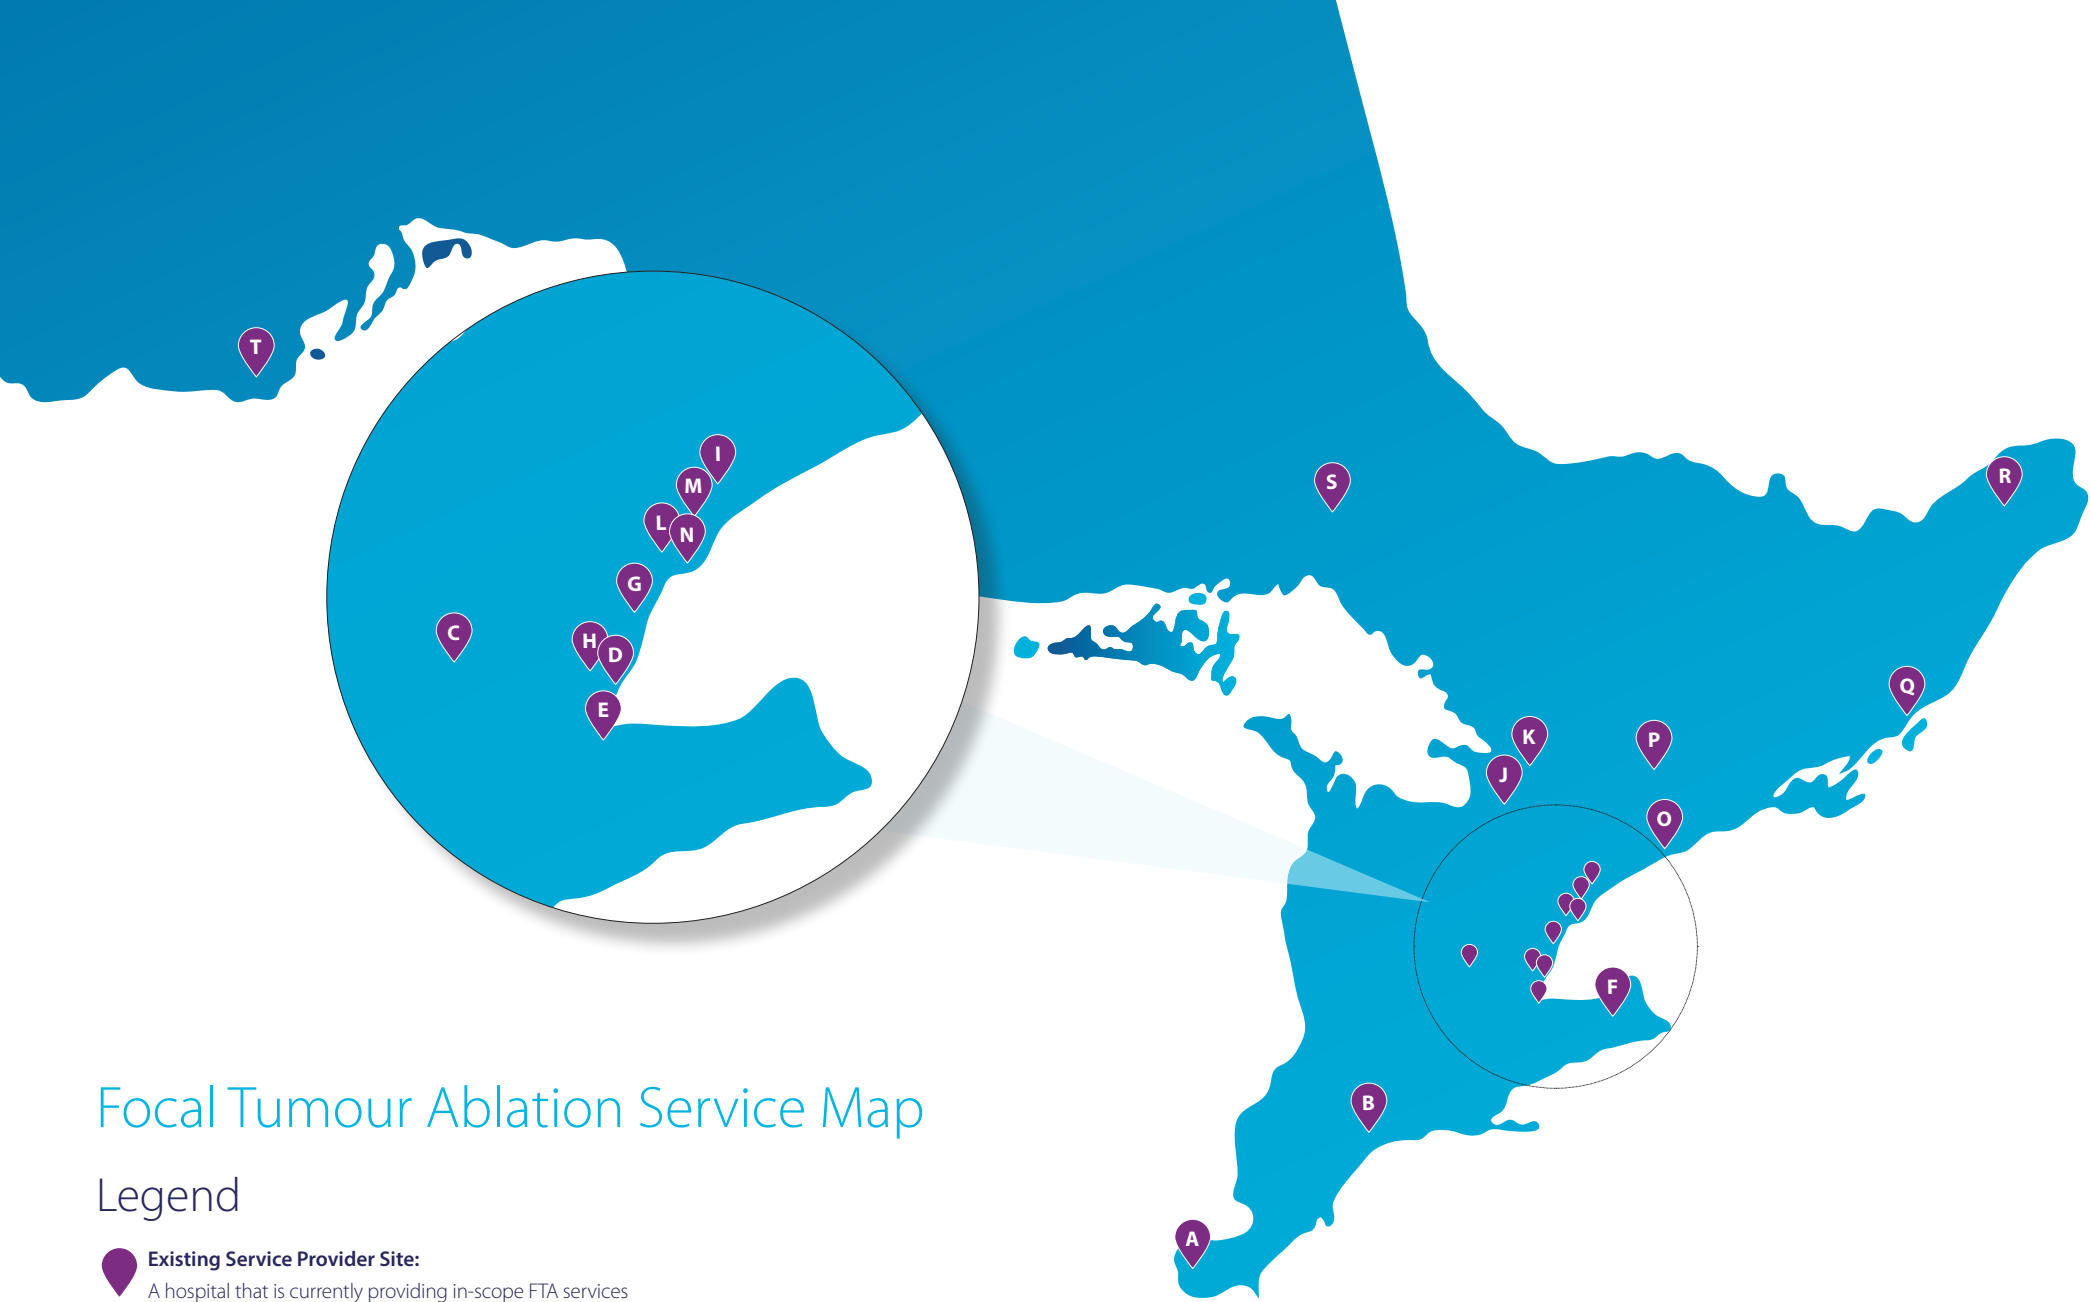 T
I
M
L
N
G
C
H
D
E
S
R
Q
K
P
J
O
F
B
A
Focal Tumour Ablation Service Map
Legend
Existing Service Provider Site:
A hospital that is currently providing in-scope FTA services